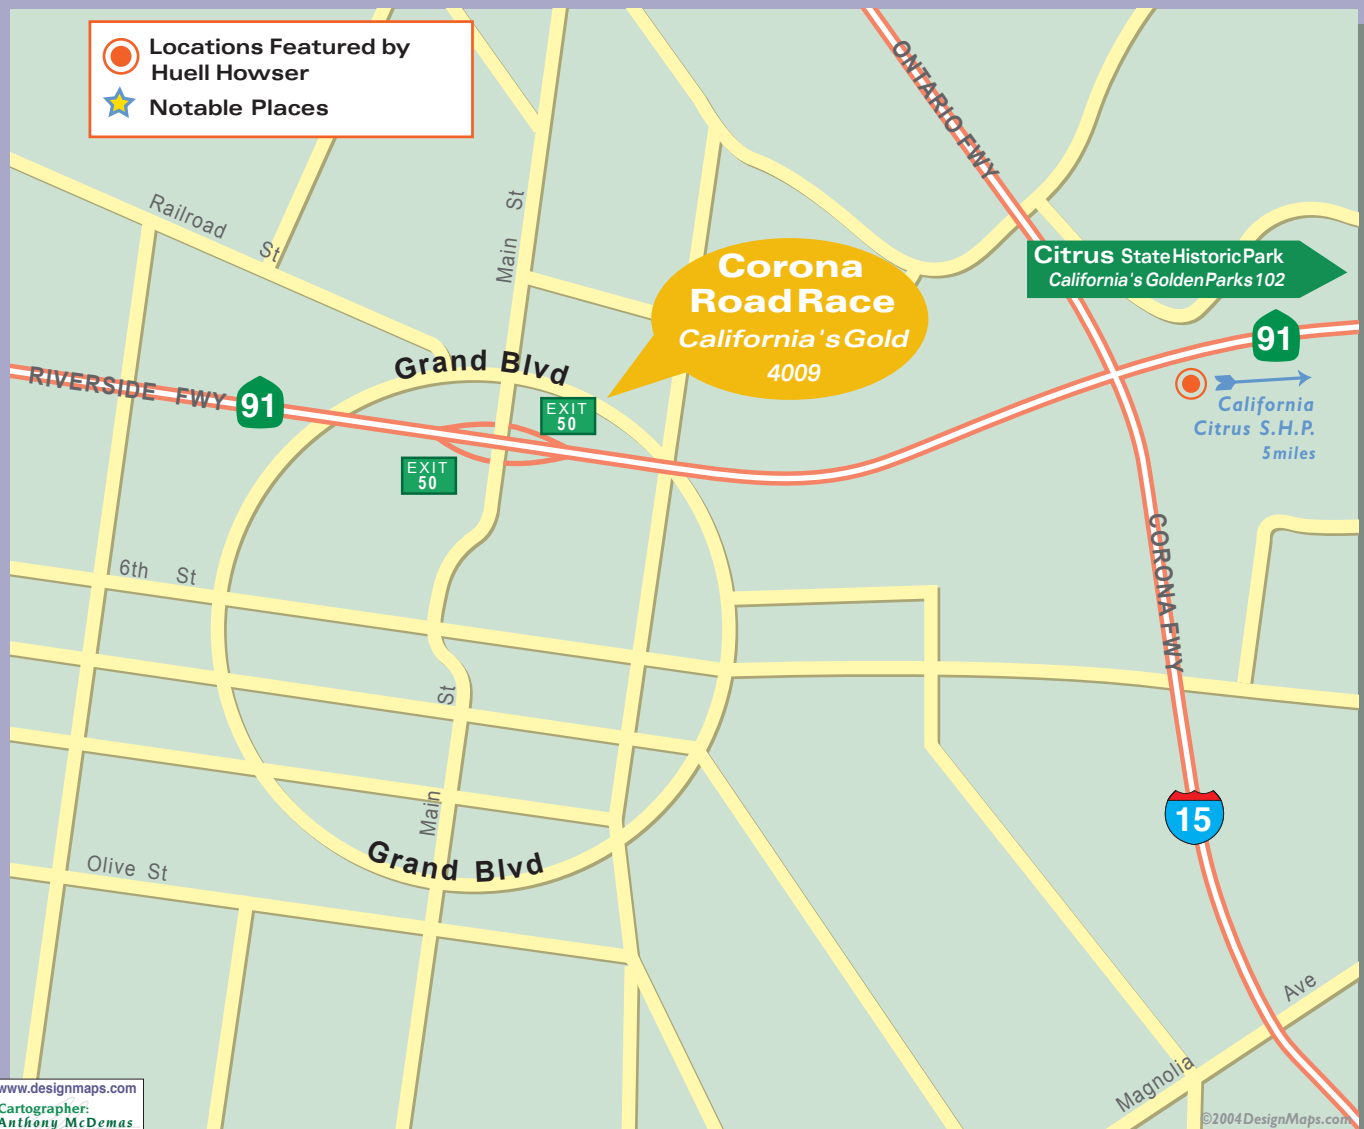 Locations Featured by
Huell Howser
Notable Places
ONTARIO FWY
Railroad St
Main St
Citrus State Historic Park
California's Golden Parks 102
Corona
Road Race
California's Gold
4009
91
Grand Blvd
RIVERSIDE FWY
91
EXIT
50
EXIT
50
California
Citrus S.H.P.
5miles
CORONA FWY
6th St
Main St
15
Grand Blvd
Olive St
Magnolia Ave
www.designmaps.com
Cartographer:
Anthony McDemas
©2004DesignMaps.com